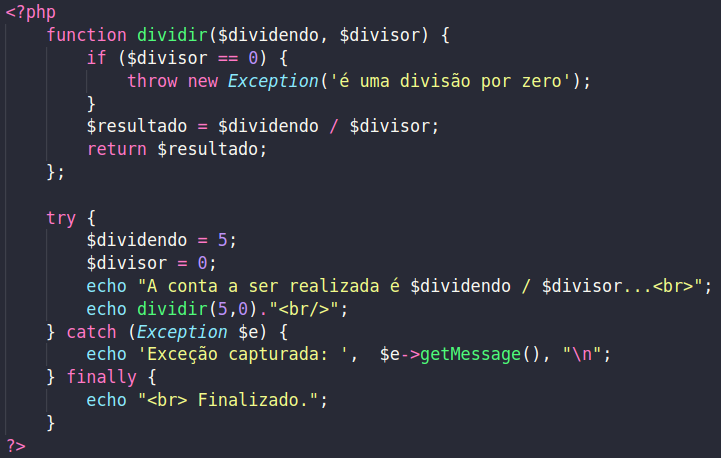 <?php
    function dividir($dividendo, $divisor) {
        if ($divisor == 0) {
            throw new Exception('é uma divisão por zero');
        }
        $resultado = $dividendo / $divisor;
        return $resultado;
    };

    try {
        $dividendo = 5;
        $divisor = 0;
        echo "A conta a ser realizada é $dividendo / $divisor...<br>";
        echo dividir(5,0)."<br/>";
    } catch (Exception $e) {
        echo 'Exceção capturada: ',  $e->getMessage(), "\n";
    } finally {
        echo "<br> Finalizado.";
    }
?>